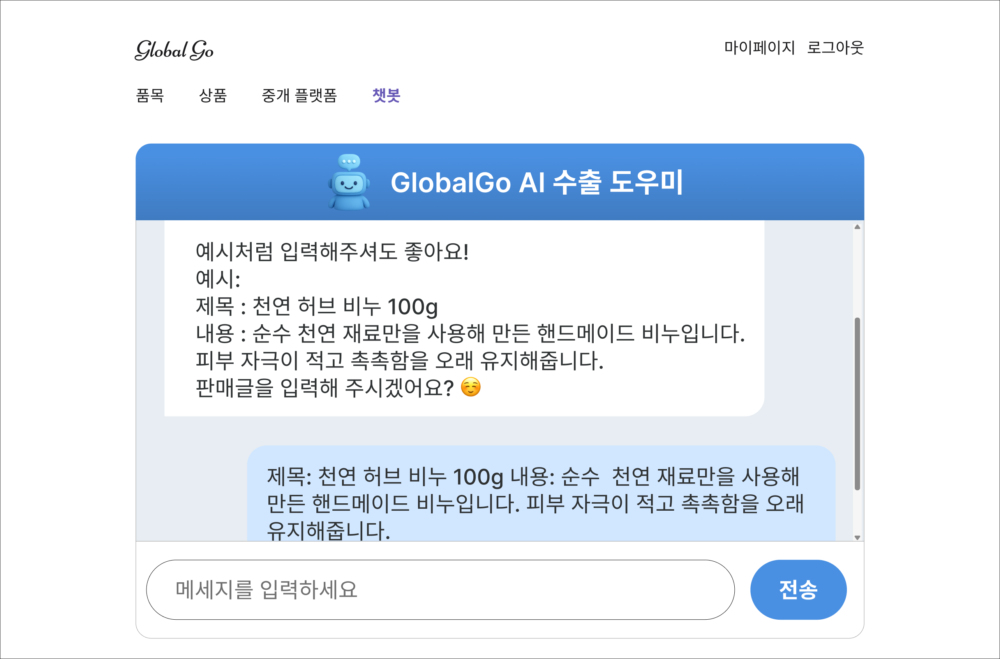 Global Go
마이페이지 로그아웃
품목 상품 중개 플랫폼 챗봇
GlobalGo AI 수출 도우미
예시처럼 입력해주셔도 좋아요!
예시:
제목 : 천연 허브 비누 100g
내용 : 순수 천연 재료만을 사용해 만든 핸드메이드 비누입니다.
피부 자극이 적고 촉촉함을 오래 유지해줍니다.
판매글을 입력해 주시겠어요? ☺️
제목: 천연 허브 비누 100g 내용: 순수 천연 재료만을 사용해
만든 핸드메이드 비누입니다. 피부 자극이 적고 촉촉함을 오래
유지해줍니다.
메세지를 입력하세요
전송